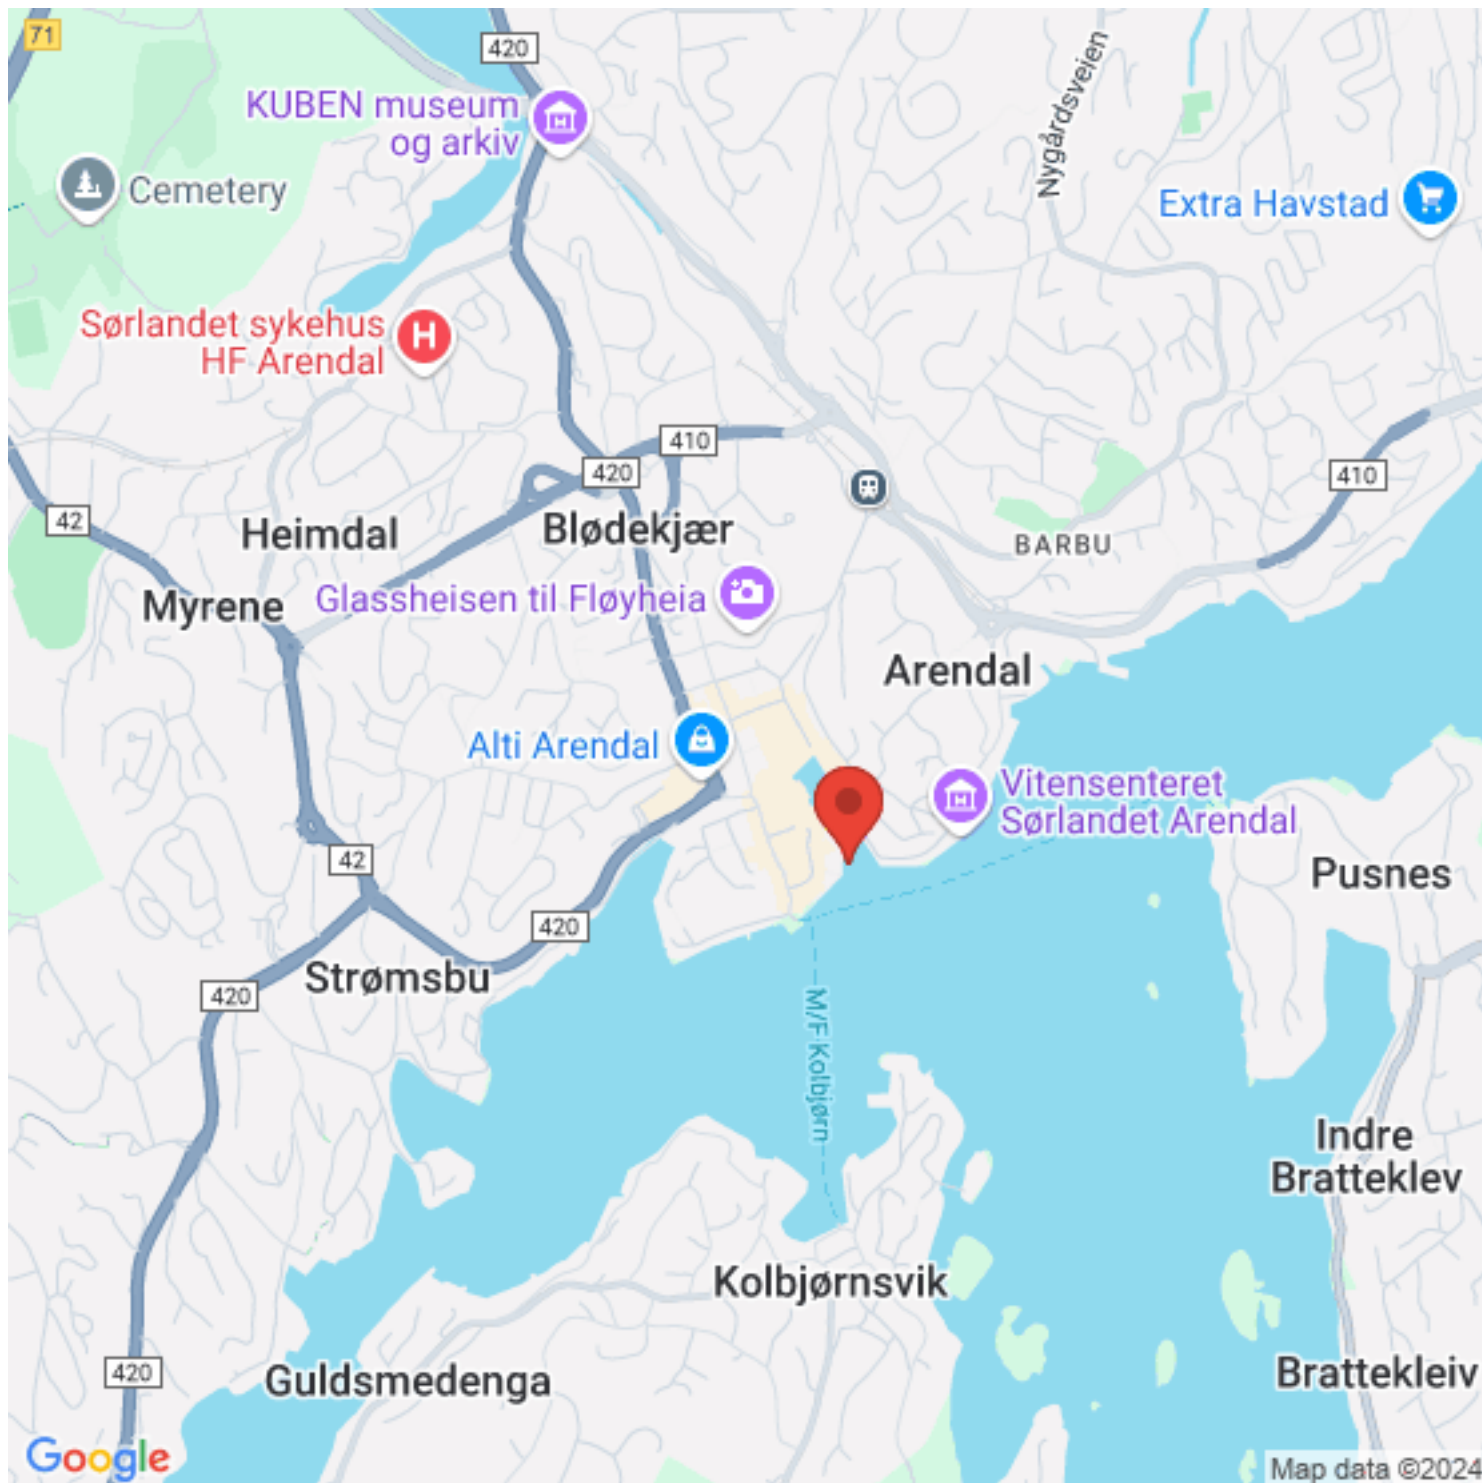 71
420
KUBEN museum
og arkiv
Nygårdsveien
Cemetery
Extra Havstad
Sørlandet sykehus
HF Arendal
H
410
420
410
42
Heimdal
Blødekjær
BARBU
Myrene
Glassheisen til Fløyheia
Arendal
Alti Arendal
Vitensenteret
Sørlandet Arendal
42
Pusnes
420
Strømsbu
420
M/F Kolbjørn
Indre
Bratteklev
Kolbjørnsvik
420
Guldsmedenga
Brattekleiv
Google
Map data ©2024